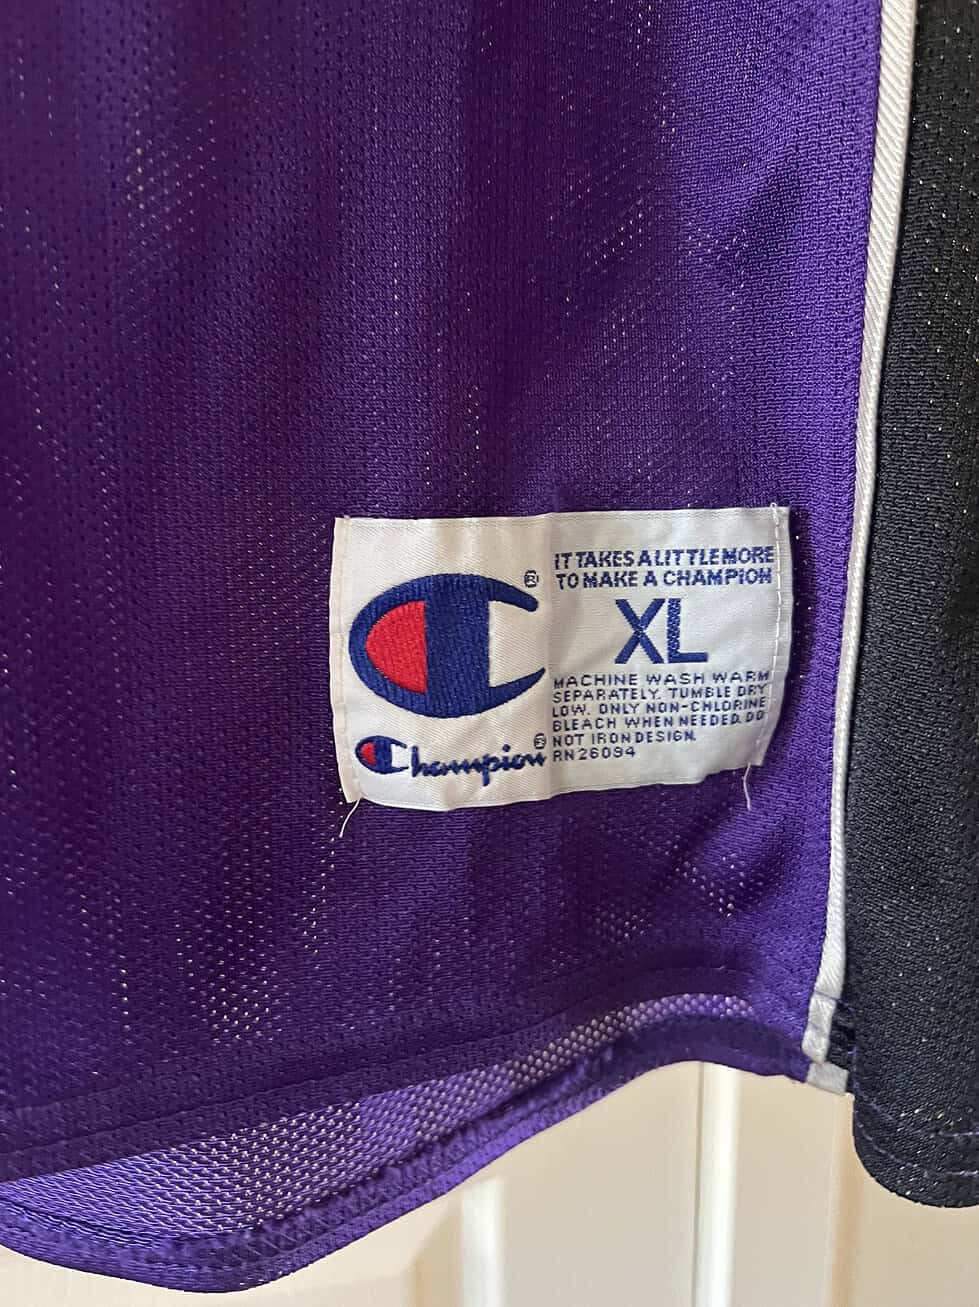 ®
IT TAKES A LITTLE MORE
TO MAKE A CHAMPION
XL
MACHINE WASH WARM
SEPARATELY. TUMBLE DRY
LOW. ONLY NON-CHLORINE
BLEACH WHEN NEEDED. DO
NOT IRON DESIGN.
RN26094
Champion®